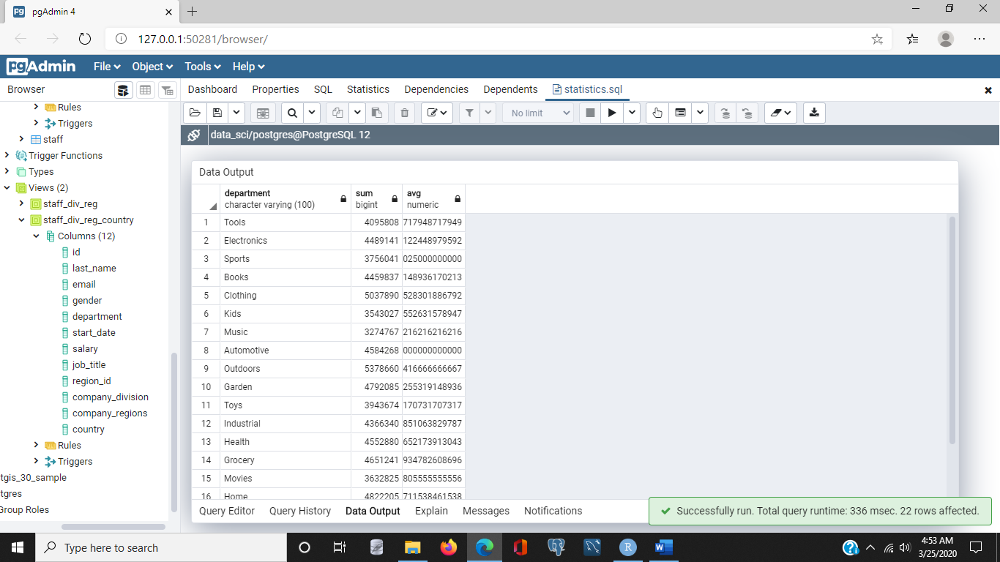 pgAdmin 4
127.0.0.1:50281/browser/
pgAdmin File Object Tools Help
Browser
Dashboard Properties SQL Statistics Dependencies Dependents statistics.sql
Rules
Triggers
staff
Trigger Functions
Types
Views (2)
staff_div_reg
staff_div_reg_country
Columns (12)
id
last_name
email
gender
department
start_date
salary
job_title
region_id
company_division
company_regions
country
Rules
Triggers
tgis_30_sample
tgres
Group Roles
No limit
data_sci/postgres@PostgreSQL 12
Data Output
department sum avg
character varying (100) bigint numeric
1 Tools 4095808 717948717949
2 Electronics 4489141 122448979592
3 Sports 3756041 025000000000
4 Books 4459837 148936170213
5 Clothing 5037890 528301886792
6 Kids 3543027 552631578947
7 Music 3274767 216216216216
8 Automotive 4584268 000000000000
9 Outdoors 5378660 416666666667
10 Garden 4792085 255319148936
11 Toys 3943674 170731707317
12 Industrial 4366340 851063829787
13 Health 4552880 652173913043
14 Grocery 4651241 934782608696
15 Movies 3632825 805555555556
16 Home 4822205 711538461538
Query Editor Query History Data Output Explain Messages Notifications
Successfully run. Total query runtime: 336 msec. 22 rows affected.
Type here to search
R
W
4:53 AM
3/25/2020